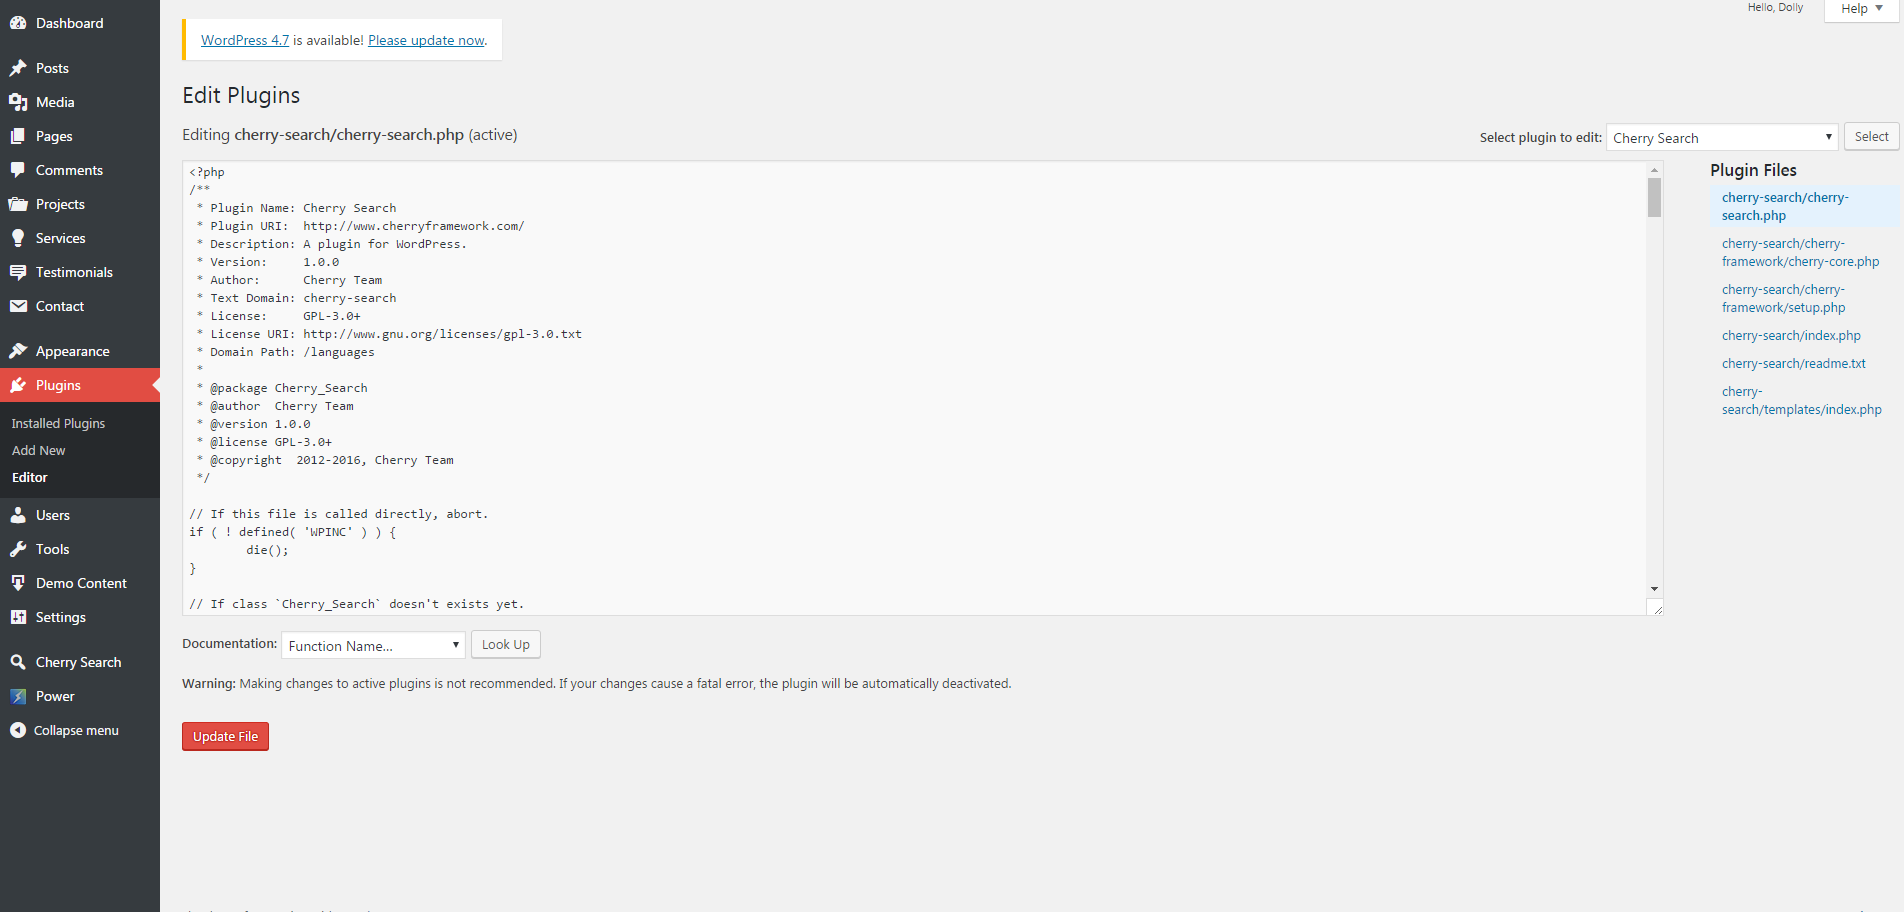 Dashboard
Posts
Media
Pages
Comments
Projects
Services
Testimonials
Contact
Appearance
Plugins
Installed Plugins
Add New
Editor
Users
Tools
Demo Content
Settings
Cherry Search
Power
Collapse menu
Hello, Dolly
Help
WordPress 4.7 is available! Please update now.
Edit Plugins
Editing cherry-search/cherry-search.php (active)
Select plugin to edit: Cherry Search Select
<?php
/**
* Plugin Name: Cherry Search
* Plugin URI:  http://www.cherryframework.com/
* Description: A plugin for WordPress.
* Version:     1.0.0
* Author:      Cherry Team
* Text Domain: cherry-search
* License:     GPL-3.0+
* License URI: http://www.gnu.org/licenses/gpl-3.0.txt
* Domain Path: /languages
*
* @package Cherry_Search
* @author  Cherry Team
* @version 1.0.0
* @license GPL-3.0+
* @copyright  2012-2016, Cherry Team
*/
// If this file is called directly, abort.
if ( ! defined( 'WPINC' ) ) {
die();
}
// If class `Cherry_Search` doesn't exists yet.
Plugin Files
cherry-search/cherry-
search.php
cherry-search/cherry-
framework/cherry-core.php
cherry-search/cherry-
framework/setup.php
cherry-search/index.php
cherry-search/readme.txt
cherry-
search/templates/index.php
Documentation: Function Name... Look Up
Warning: Making changes to active plugins is not recommended. If your changes cause a fatal error, the plugin will be automatically deactivated.
Update File